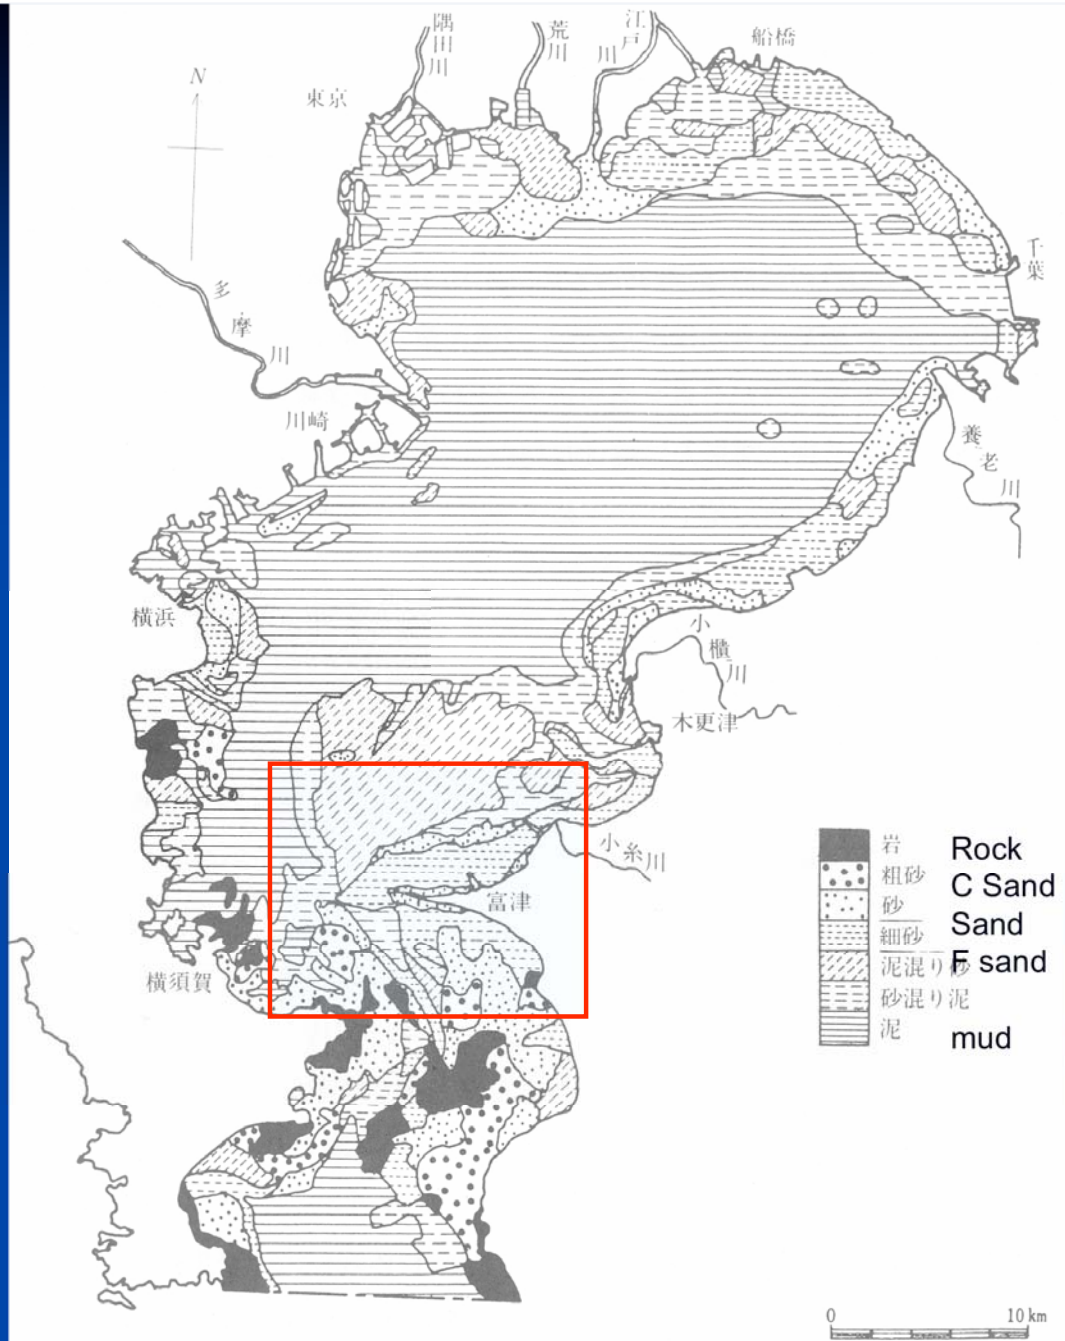 隅田川
荒川
江戸川
船橋
N
東京
千葉
多摩川
川崎
養老川
横浜
小櫃川
木更津
小糸川
富津
横須賀
岩 Rock
粗砂 C Sand
砂 Sand
細砂
泥混り砂 F sand
砂混り泥
泥 mud
0 10 km